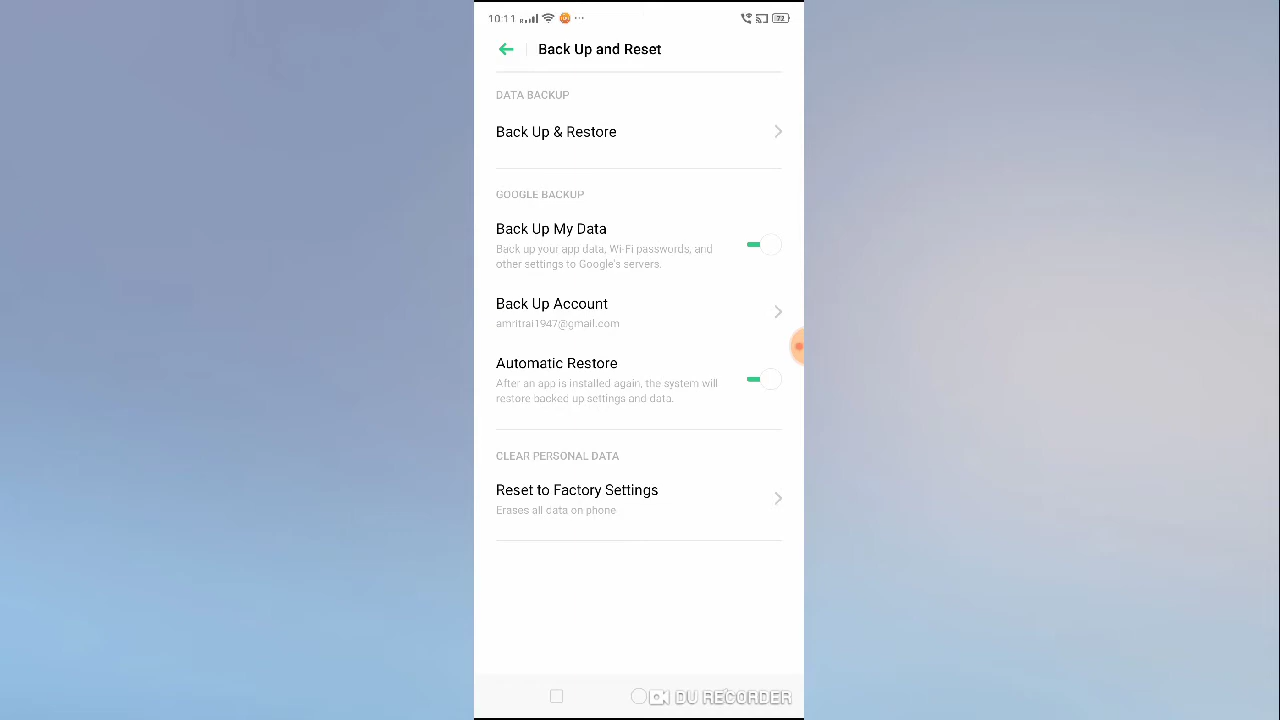 10:11
72
Back Up and Reset
DATA BACKUP
Back Up & Restore
GOOGLE BACKUP
Back Up My Data
Back up your app data, Wi-Fi passwords, and
other settings to Google's servers.
Back Up Account
amritrai1947@gmail.com
Automatic Restore
After an app is installed again, the system will
restore backed up settings and data.
CLEAR PERSONAL DATA
Reset to Factory Settings
Erases all data on phone
DU RECORDER